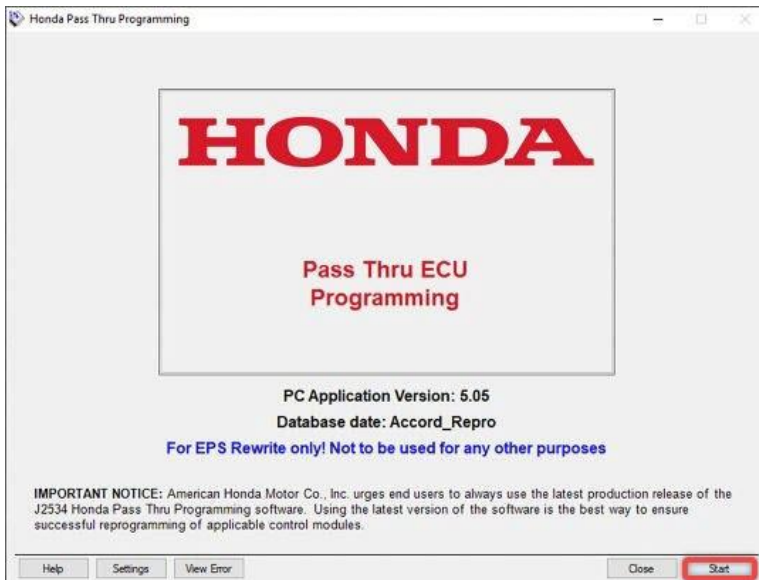 Honda Pass Thru Programming
HONDA
Pass Thru ECU
Programming
PC Application Version: 5.05
Database date: Accord_Repro
For EPS Rewrite only! Not to be used for any other purposes
IMPORTANT NOTICE: American Honda Motor Co., Inc. urges end users to always use the latest production release of the
J2534 Honda Pass Thru Programming software. Using the latest version of the software is the best way to ensure
successful reprogramming of applicable control modules.
Help Settings View Error Close Start